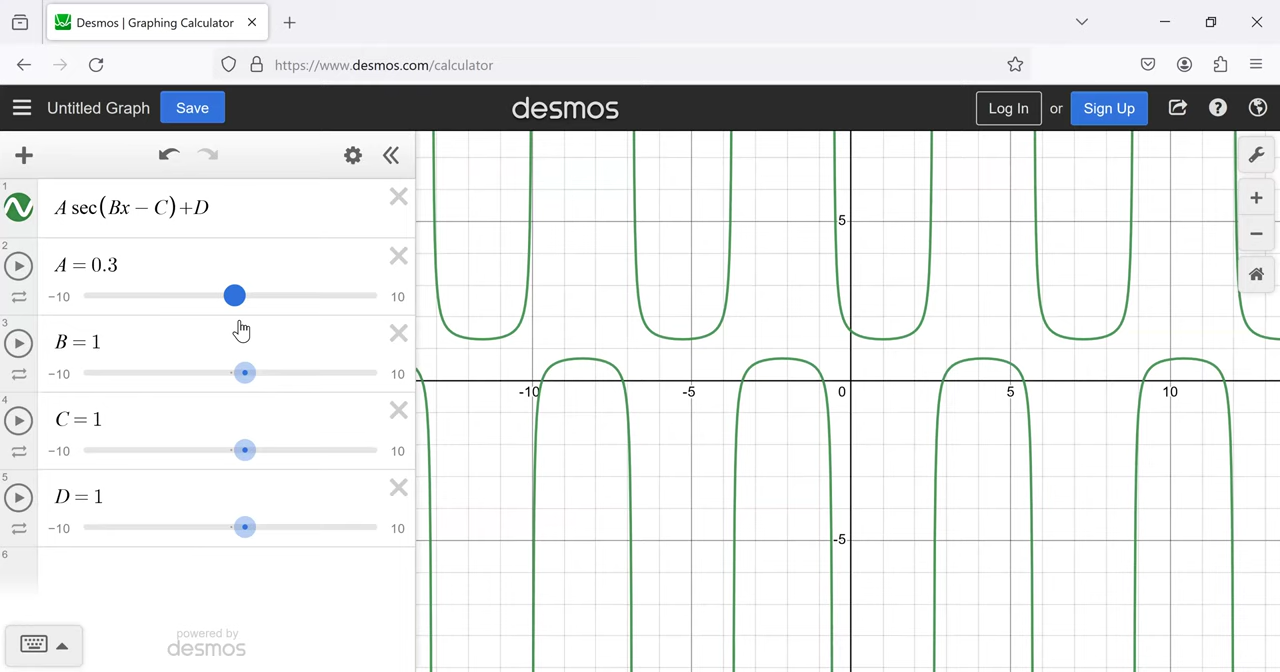 Desmos | Graphing Calculator
https://www.desmos.com/calculator
Untitled Graph
Save
desmos
Log In
or
Sign Up
1
A sec(Bx − C)+D
2
A = 0.3
−10
10
3
B = 1
−10
10
4
C = 1
−10
10
5
D = 1
−10
10
6
powered by
desmos
5
-10
-5
0
5
10
-5